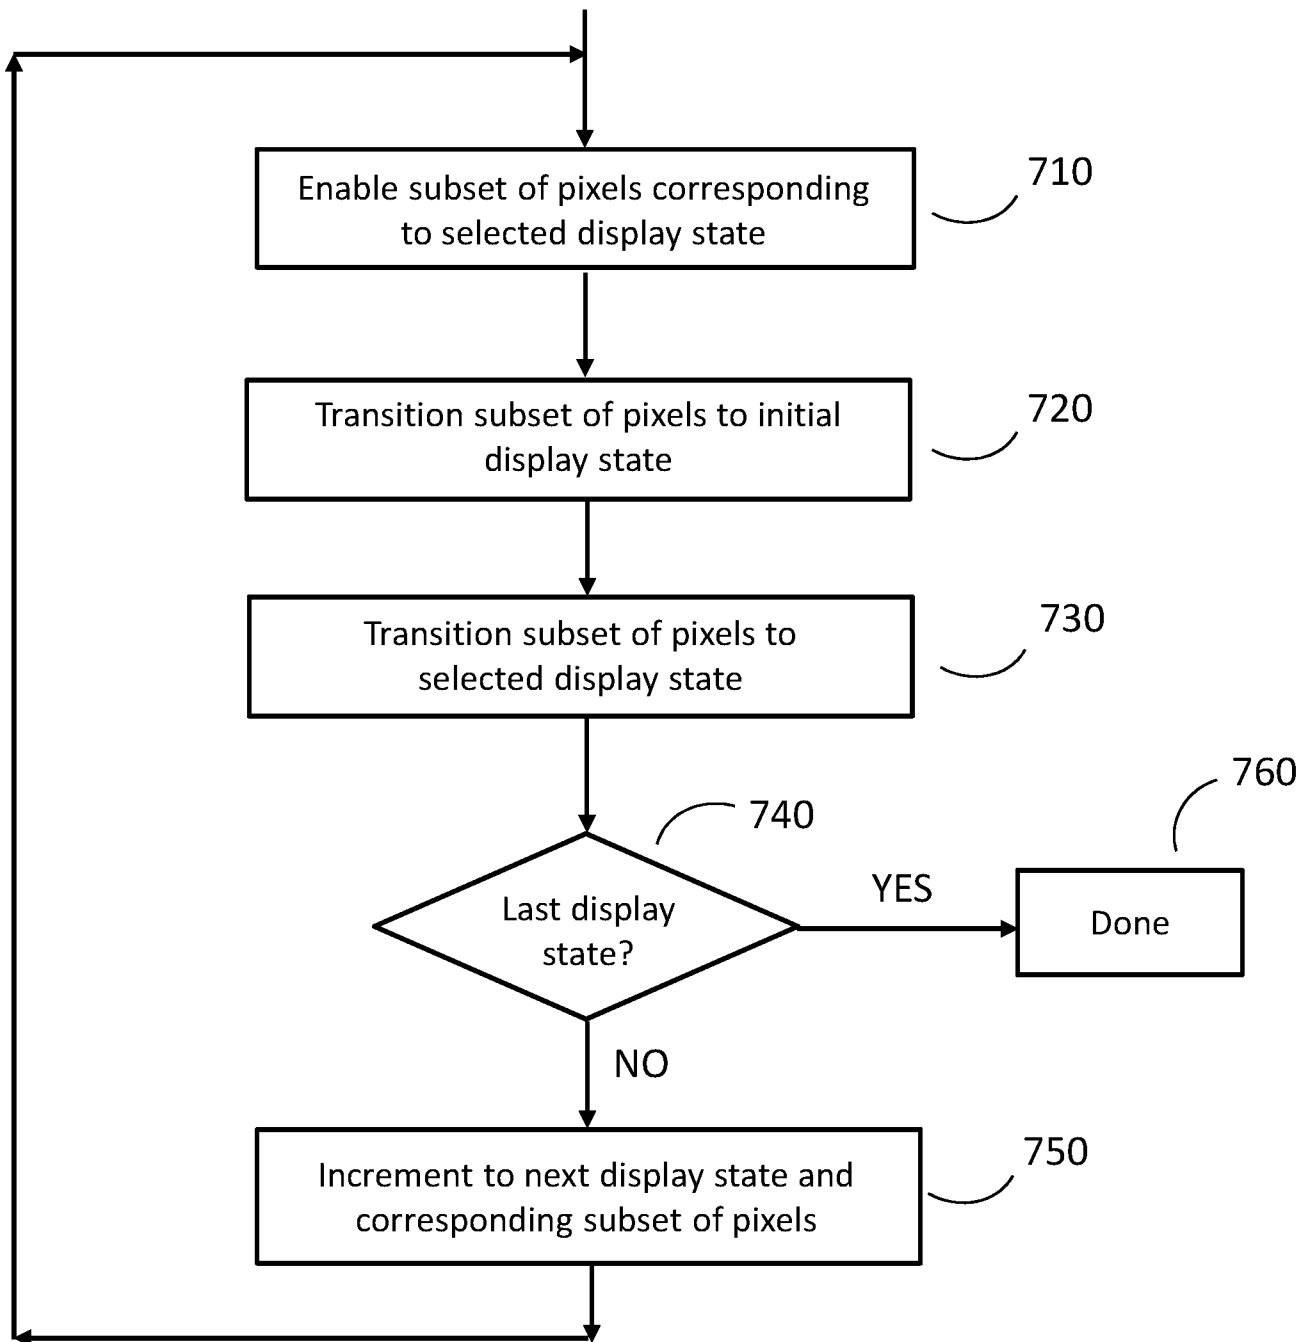 Enable subset of pixels corresponding
to selected display state
710
Transition subset of pixels to initial
display state
720
Transition subset of pixels to
selected display state
730
740
Last display
state?
YES
760
Done
NO
Increment to next display state and
corresponding subset of pixels
750